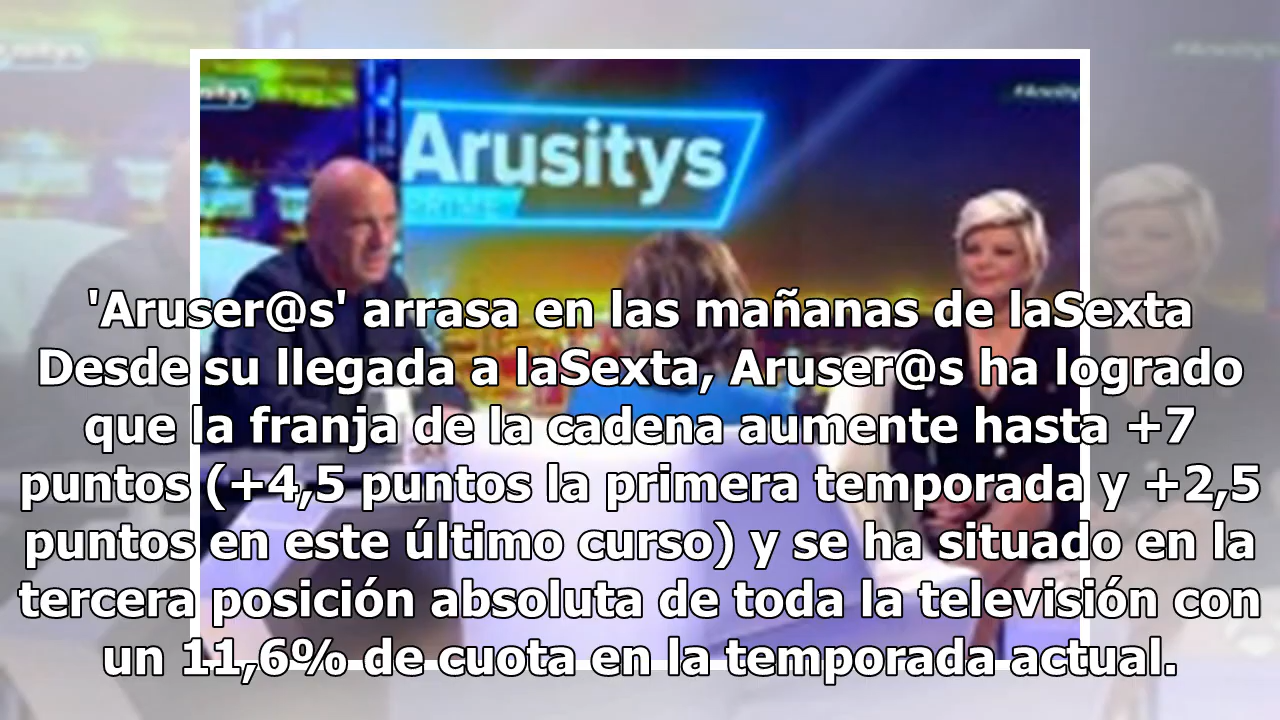 Arusitys
PRIME
'Aruser@s' arrasa en las mañanas de laSexta
Desde su llegada a laSexta, Aruser@s ha logrado
que la franja de la cadena aumente hasta +7
puntos (+4,5 puntos la primera temporada y +2,5
puntos en este último curso) y se ha situado en la
tercera posición absoluta de toda la televisión con
un 11,6% de cuota en la temporada actual.